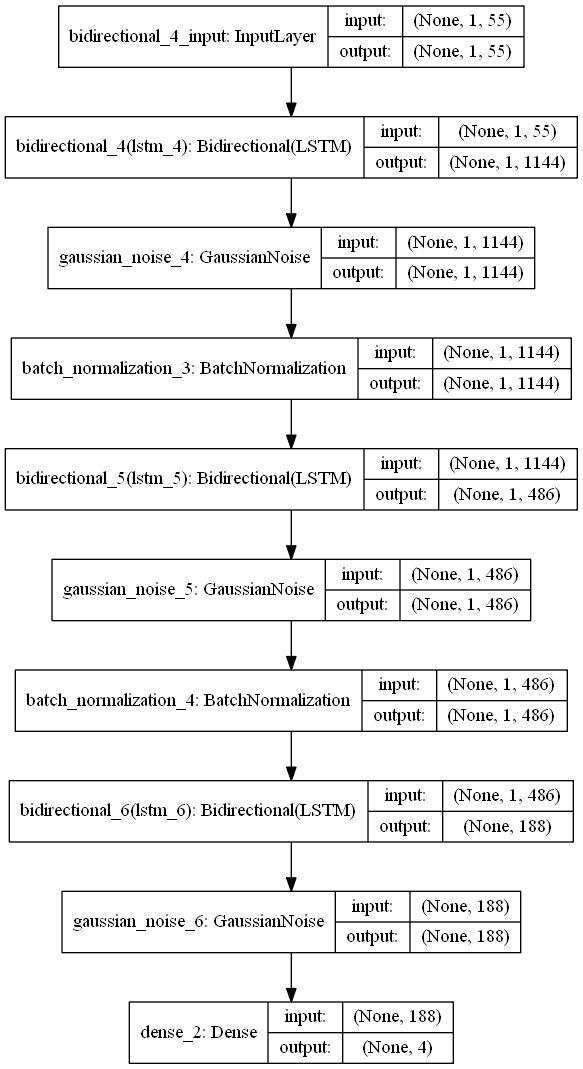 bidirectional_4_input: InputLayer
input: (None, 1, 55)
output: (None, 1, 55)
bidirectional_4(lstm_4): Bidirectional(LSTM)
input: (None, 1, 55)
output: (None, 1, 1144)
gaussian_noise_4: GaussianNoise
input: (None, 1, 1144)
output: (None, 1, 1144)
batch_normalization_3: BatchNormalization
input: (None, 1, 1144)
output: (None, 1, 1144)
bidirectional_5(lstm_5): Bidirectional(LSTM)
input: (None, 1, 1144)
output: (None, 1, 486)
gaussian_noise_5: GaussianNoise
input: (None, 1, 486)
output: (None, 1, 486)
batch_normalization_4: BatchNormalization
input: (None, 1, 486)
output: (None, 1, 486)
bidirectional_6(lstm_6): Bidirectional(LSTM)
input: (None, 1, 486)
output: (None, 188)
gaussian_noise_6: GaussianNoise
input: (None, 188)
output: (None, 188)
dense_2: Dense
input: (None, 188)
output: (None, 4)